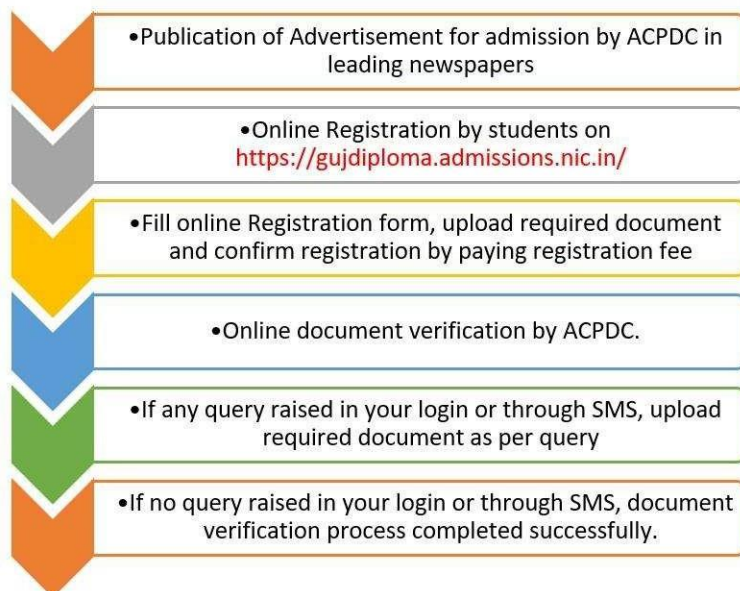 •Publication of Advertisement for admission by ACPDC in
leading newspapers
•Online Registration by students on
https://gujdiploma.admissions.nic.in/
•Fill online Registration form, upload required document
and confirm registration by paying registration fee
•Online document verification by ACPDC.
•If any query raised in your login or through SMS, upload
required document as per query
•If no query raised in your login or through SMS, document
verification process completed successfully.